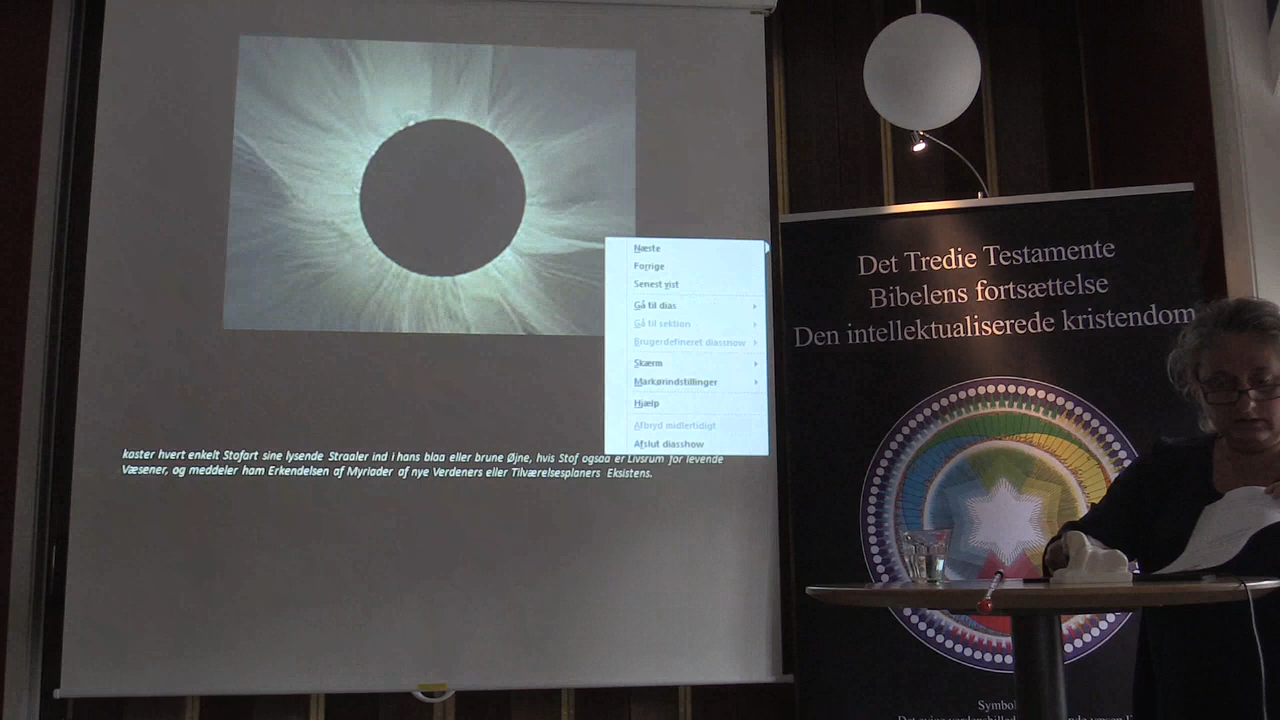 Næste
Forrige
Senest vist
Gå til dias
Gå til sektion
Brugerdefineret diasshow
Skærm
Markørindstillinger
Hjælp
Afbryd midlertidigt
Afslut diasshow
kaster hvert enkelt Stofart sine lysende Straaler ind i hans blaa eller brune Øjne, hvis Stof ogsaa er Livsrum for levende
Væsener, og meddeler ham Erkendelsen af Myriader af nye Verdeners eller Tilværelsesplaners Eksistens.
Det Tredie Testamente
Bibelens fortsættelse
Den intellektualiserede kristendom
Symbol